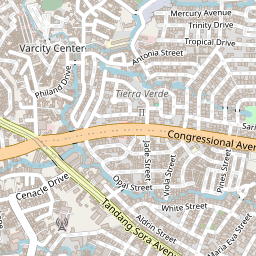 Mercury Avenue
Trinity Drive
Tropical Drive
Varcity Center
Antonia Street
Philand Drive
Tierra Verde
Congressional Aven
Jade Street
Viola Street
Pines Street
Cenacle Drive
Opal Street
White Street
Tandang Sora Avenue
Aldrin Street
Maria Eva Street